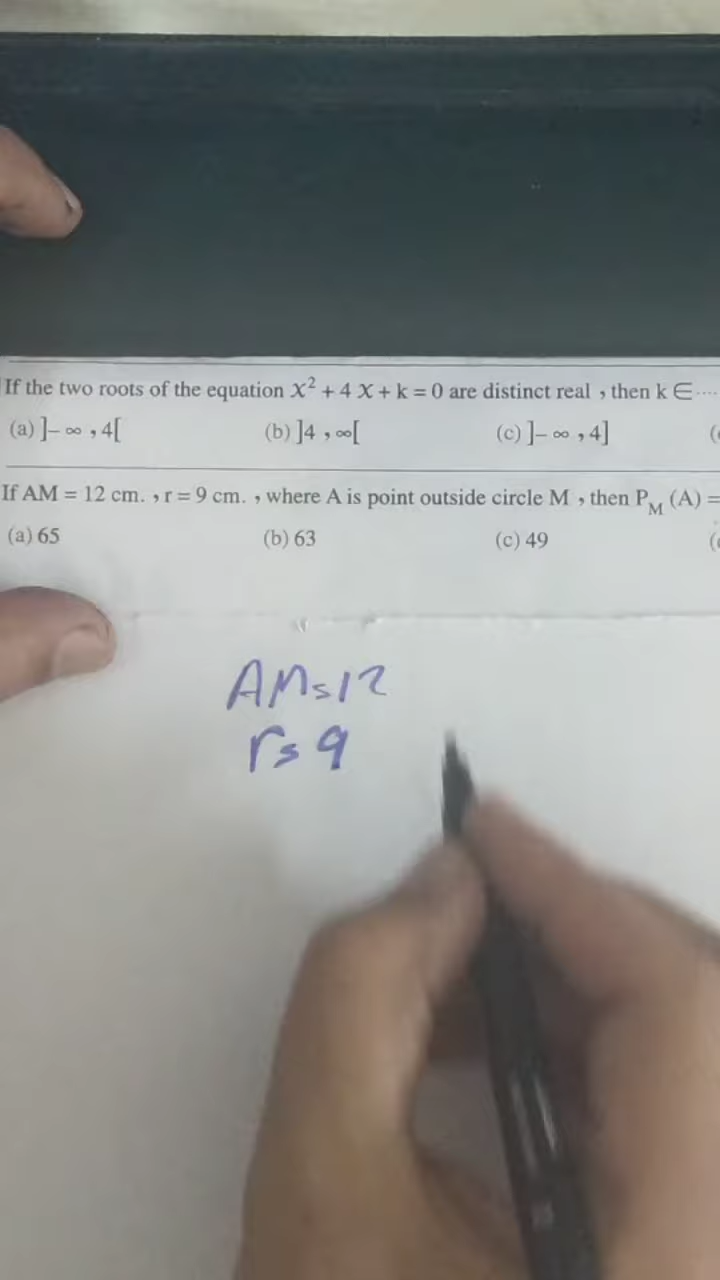 If the two roots of the equation x² + 4 x + k = 0 are distinct real , then k ∈ ····
(a) ]– ∞ , 4[ (b) ]4 , ∞[ (c) ]– ∞ , 4]
If AM = 12 cm. , r = 9 cm. , where A is point outside circle M , then P_M (A) =
(a) 65 (b) 63 (c) 49
AM = 12
r = 9